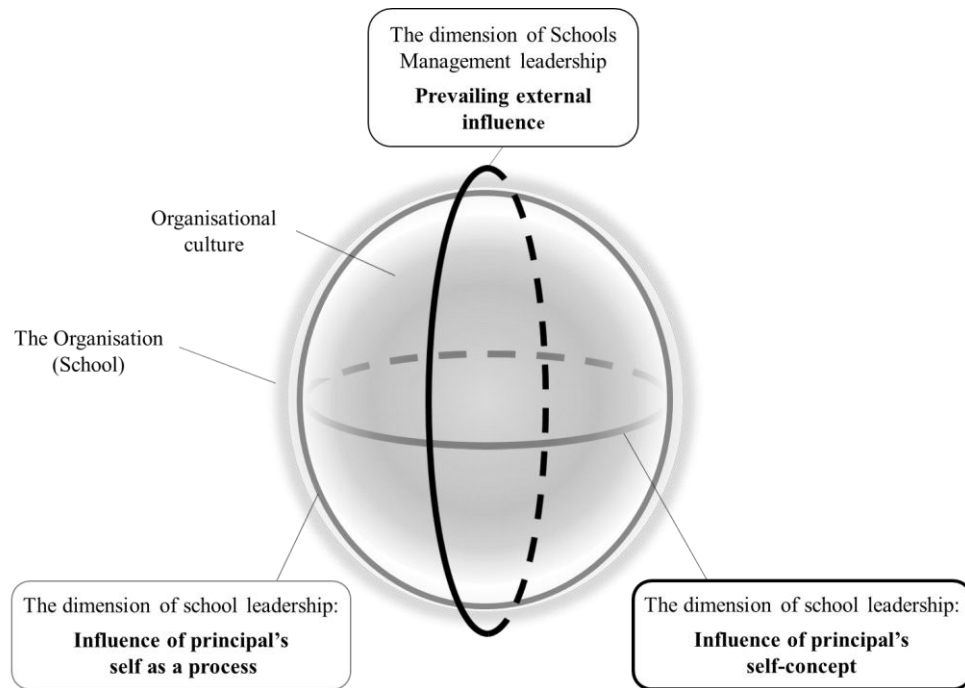 The dimension of Schools
Management leadership
Prevailing external
influence
Organisational
culture
The Organisation
(School)
The dimension of school leadership:
Influence of principal's
self as a process
The dimension of school leadership:
Influence of principal's
self-concept